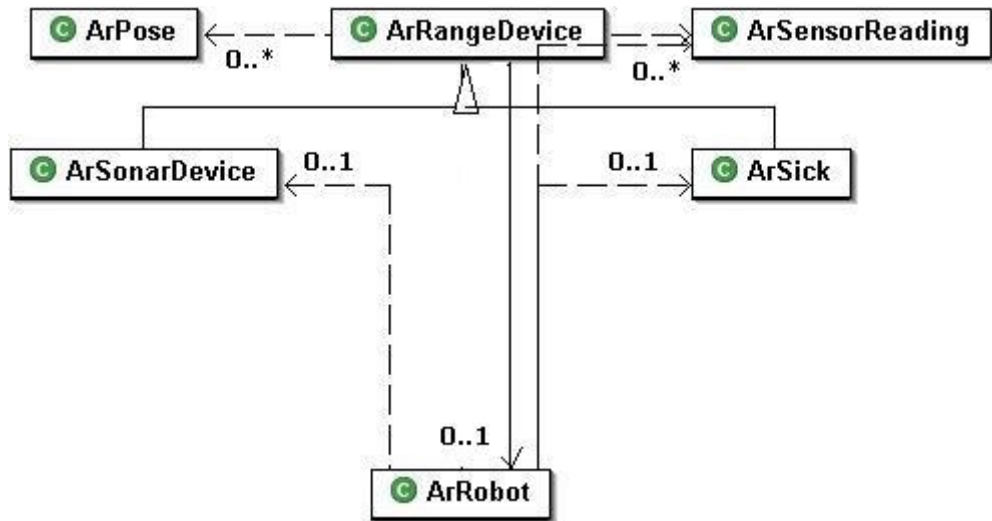 C ArPose
C ArRangeDevice
C ArSensorReading
0..*
0..*
C ArSonarDevice
0..1
0..1
C ArSick
0..1
C ArRobot